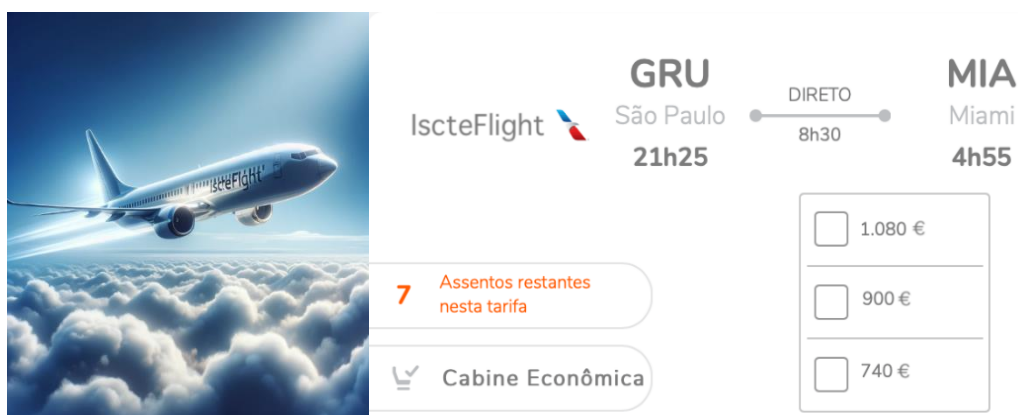 IscteFlight
IscteFlight
GRU
São Paulo
21h25
DIRETO
8h30
MIA
Miami
4h55
1.080 €
900 €
740 €
7
Assentos restantes
nesta tarifa
Cabine Econômica